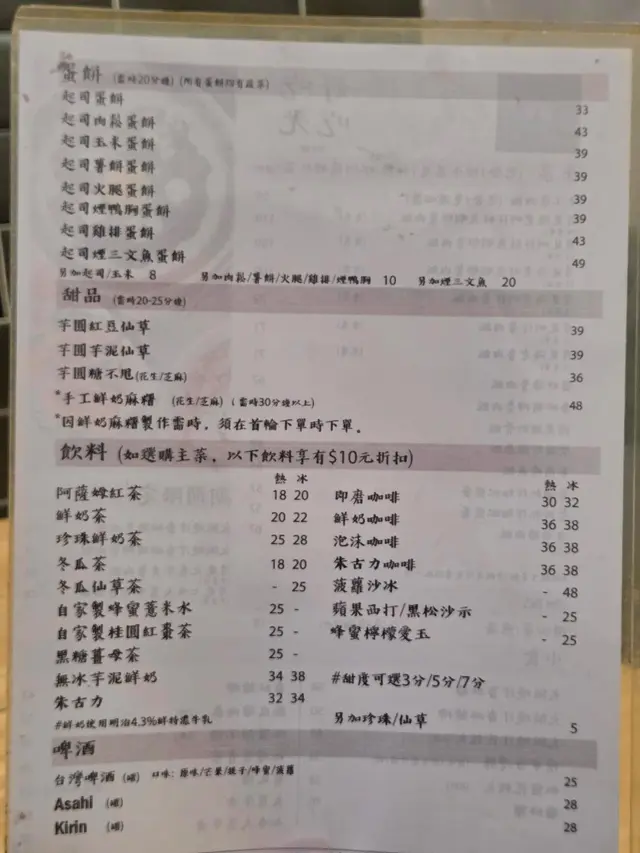 蛋餅 (需時20分鐘) (所有蛋餅均有蔬菜)
起司蛋餅 33
起司肉鬆蛋餅 43
起司玉米蛋餅 39
起司薯餅蛋餅 39
起司火腿蛋餅 39
起司煙鴨胸蛋餅 39
起司雞排蛋餅 43
起司煙三文魚蛋餅 49
另加起司/玉米 8 另加肉鬆/薯餅/火腿/雞排/煙鴨胸 10 另加煙三文魚 20
甜品 (需時20-25分鐘)
芋圓紅豆仙草 39
芋圓芋泥仙草 39
芋圓糖不甩(花生/芝麻) 36
*手工鮮奶麻糬 (花生/芝麻) (需時30分鐘以上) 48
*因鮮奶麻糬製作需時，須在首輪下單時下單。
飲料 (如選購主菜，以下飲料享有$10元折扣)
熱 冰
阿薩姆紅茶 18 20
鮮奶茶 20 22
珍珠鮮奶茶 25 28
冬瓜茶 18 20
冬瓜仙草茶 - 25
自家製蜂蜜薏米水 25 -
自家製桂圓紅棗茶 25 -
黑糖薑母茶 25 -
無冰芋泥鮮奶 34 38
朱古力 32 34
#鮮奶使用明治4.3%鮮特濃牛乳
熱 冰
即磨咖啡 30 32
鮮奶咖啡 36 38
泡沫咖啡 36 38
朱古力咖啡 36 38
菠蘿沙冰 - 48
蘋果西打/黑松沙示 - 25
蜂蜜檸檬愛玉 - 25
#甜度可選3分/5分/7分
另加珍珠/仙草 5
啤酒
台灣啤酒 (罐) 口味: 原味/芒果/提子/蜂蜜/菠蘿 25
Asahi (罐) 28
Kirin (罐) 28